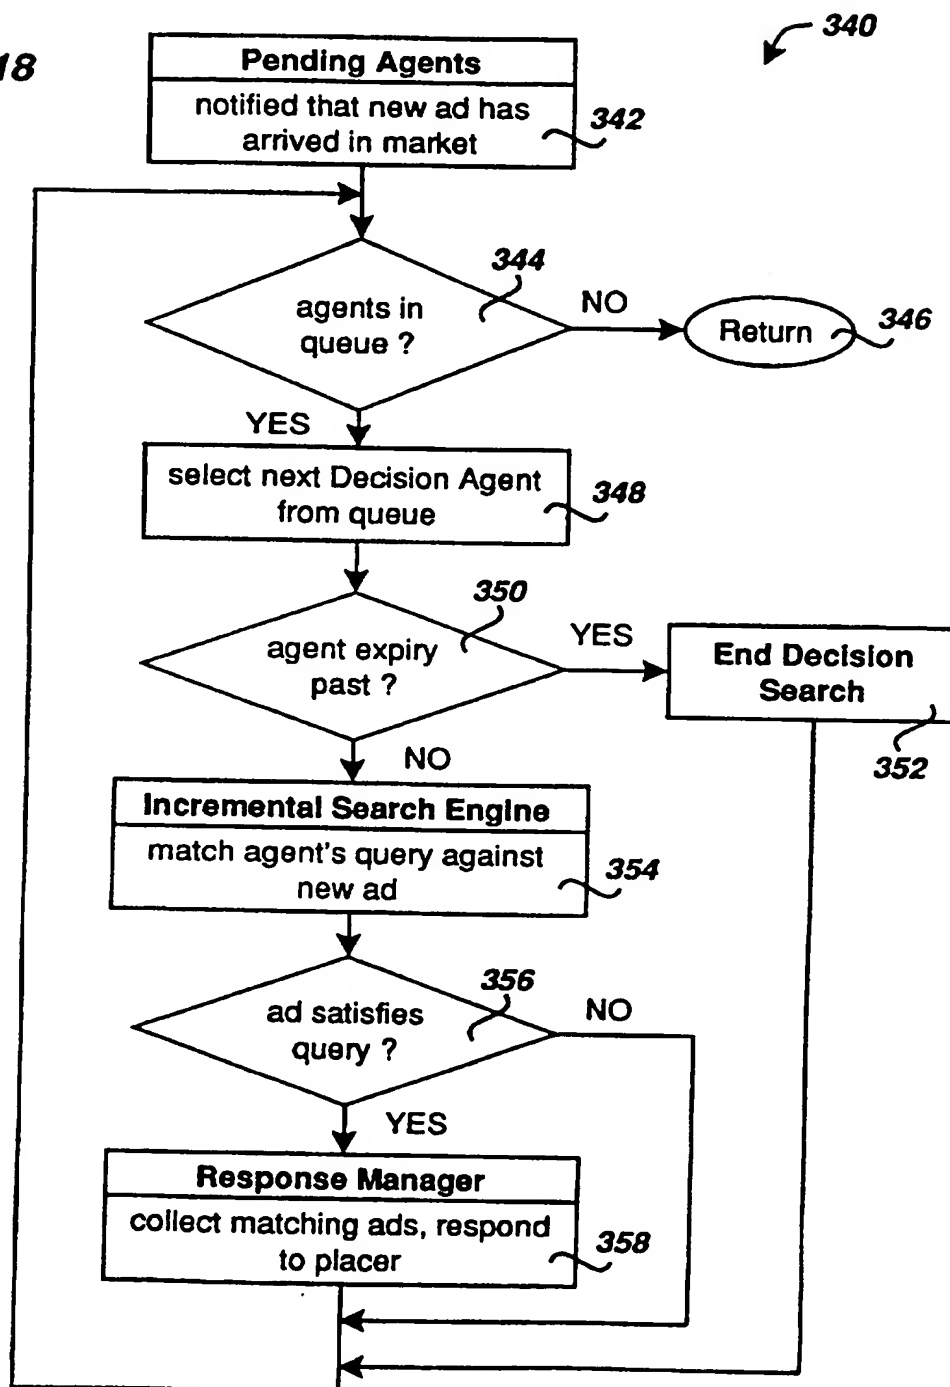 18
340
Pending Agents
notified that new ad has
arrived in market
342
344
agents in
queue ?
NO
Return
346
YES
select next Decision Agent
from queue
348
350
agent expiry
past ?
YES
End Decision
Search
352
NO
Incremental Search Engine
match agent's query against
new ad
354
356
ad satisfies
query ?
NO
YES
Response Manager
collect matching ads, respond
to placer
358